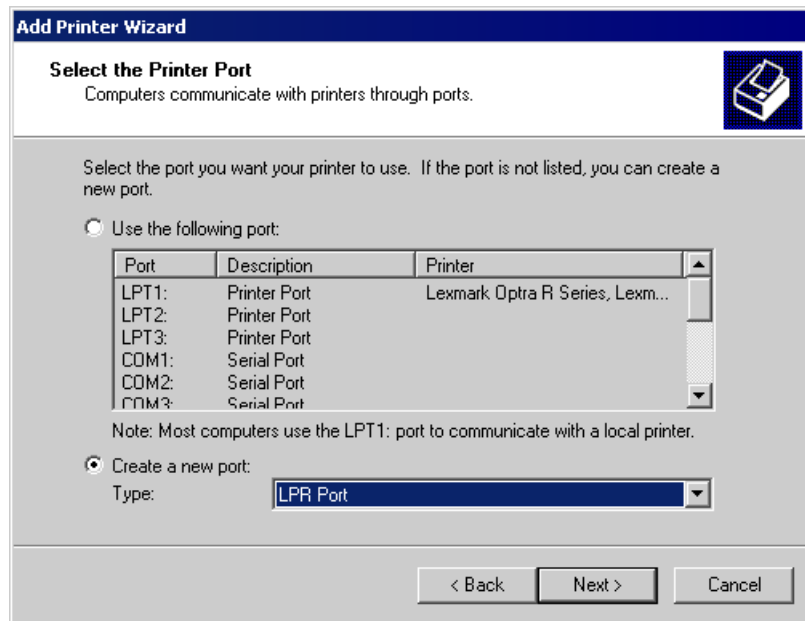 Add Printer Wizard
Select the Printer Port
Computers communicate with printers through ports.
Select the port you want your printer to use. If the port is not listed, you can create a
new port.
Use the following port:
Port Description Printer
LPT1: Printer Port Lexmark Optra R Series, Lexm...
LPT2: Printer Port
LPT3: Printer Port
COM1: Serial Port
COM2: Serial Port
COM3: Serial Port
Note: Most computers use the LPT1: port to communicate with a local printer.
Create a new port:
Type: LPR Port
< Back Next > Cancel